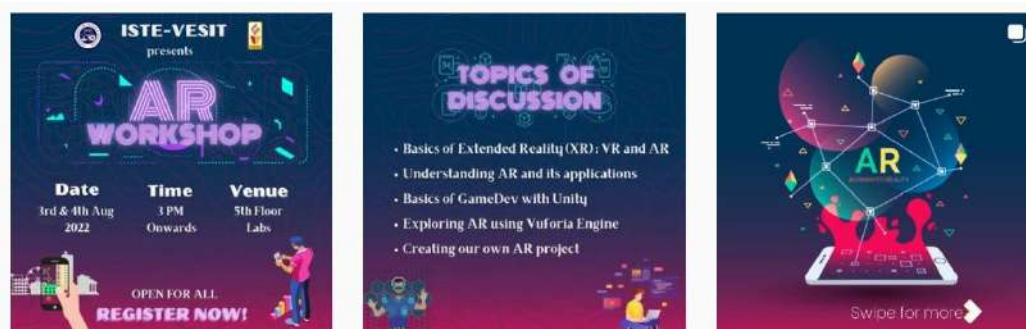 ISTE-VESIT
presents
AR
WORKSHOP
Date
3rd & 4th Aug
2022
Time
3 PM
Onwards
Venue
5th Floor
Labs
OPEN FOR ALL
REGISTER NOW!
TOPICS OF
DISCUSSION
• Basics of Extended Reality (XR): VR and AR
• Understanding AR and its applications
• Basics of GameDev with Unity
• Exploring AR using Vuforia Engine
• Creating our own AR project
AR
AUGMENTED REALITY
Swipe for more